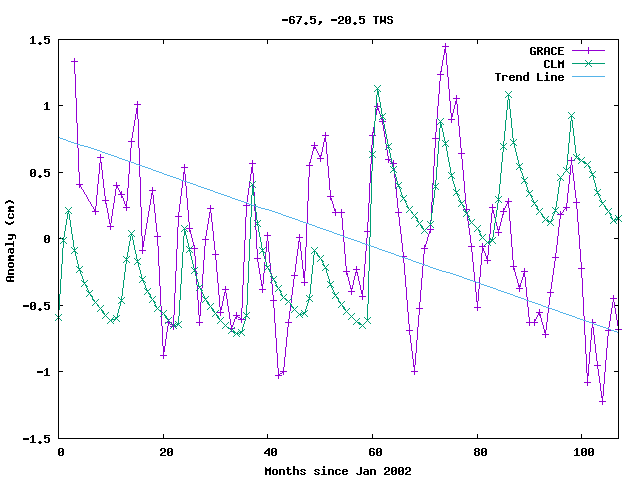 -67.5, -20.5 TWS
1.5
GRACE
CLM
Trend Line
1
0.5
0
-0.5
-1
-1.5
Anomaly (cm)
0 20 40 60 80 100
Months since Jan 2002